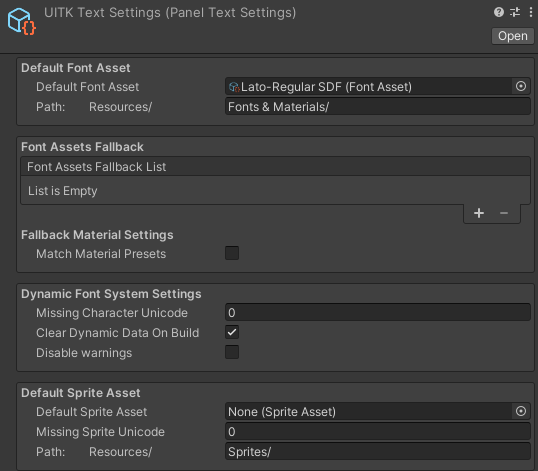 UITK Text Settings (Panel Text Settings)
Open
Default Font Asset
Default Font Asset Lato-Regular SDF (Font Asset)
Path: Resources/ Fonts & Materials/
Font Assets Fallback
Font Assets Fallback List
List is Empty
Fallback Material Settings
Match Material Presets
Dynamic Font System Settings
Missing Character Unicode 0
Clear Dynamic Data On Build
Disable warnings
Default Sprite Asset
Default Sprite Asset None (Sprite Asset)
Missing Sprite Unicode 0
Path: Resources/ Sprites/